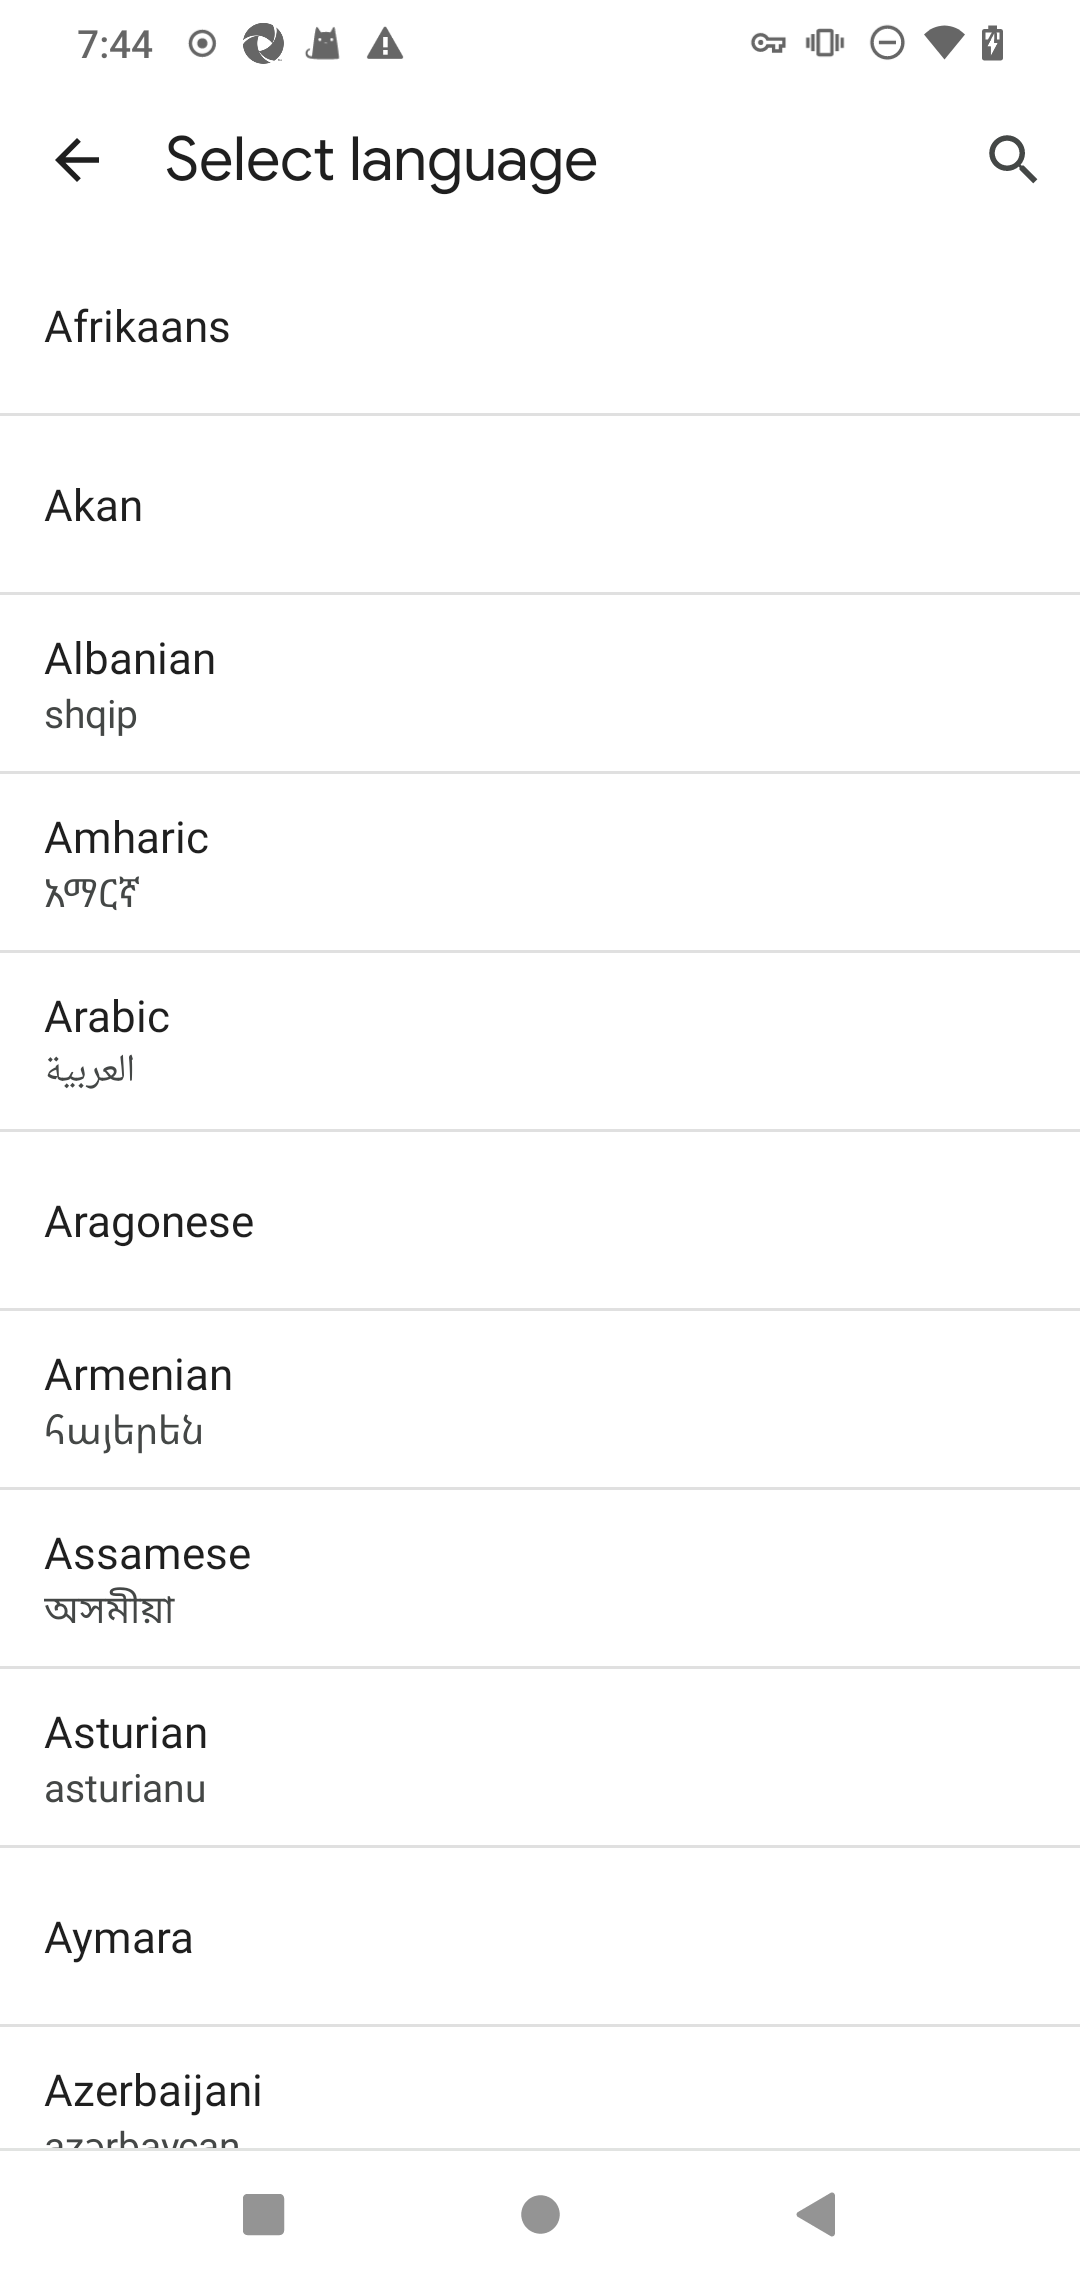 7:44
Select language
Afrikaans
Akan
Albanian
shqip
Amharic
አማርኛ
Arabic
العربية
Aragonese
Armenian
հայերեն
Assamese
অসমীয়া
Asturian
asturianu
Aymara
Azerbaijani
azərbaycan